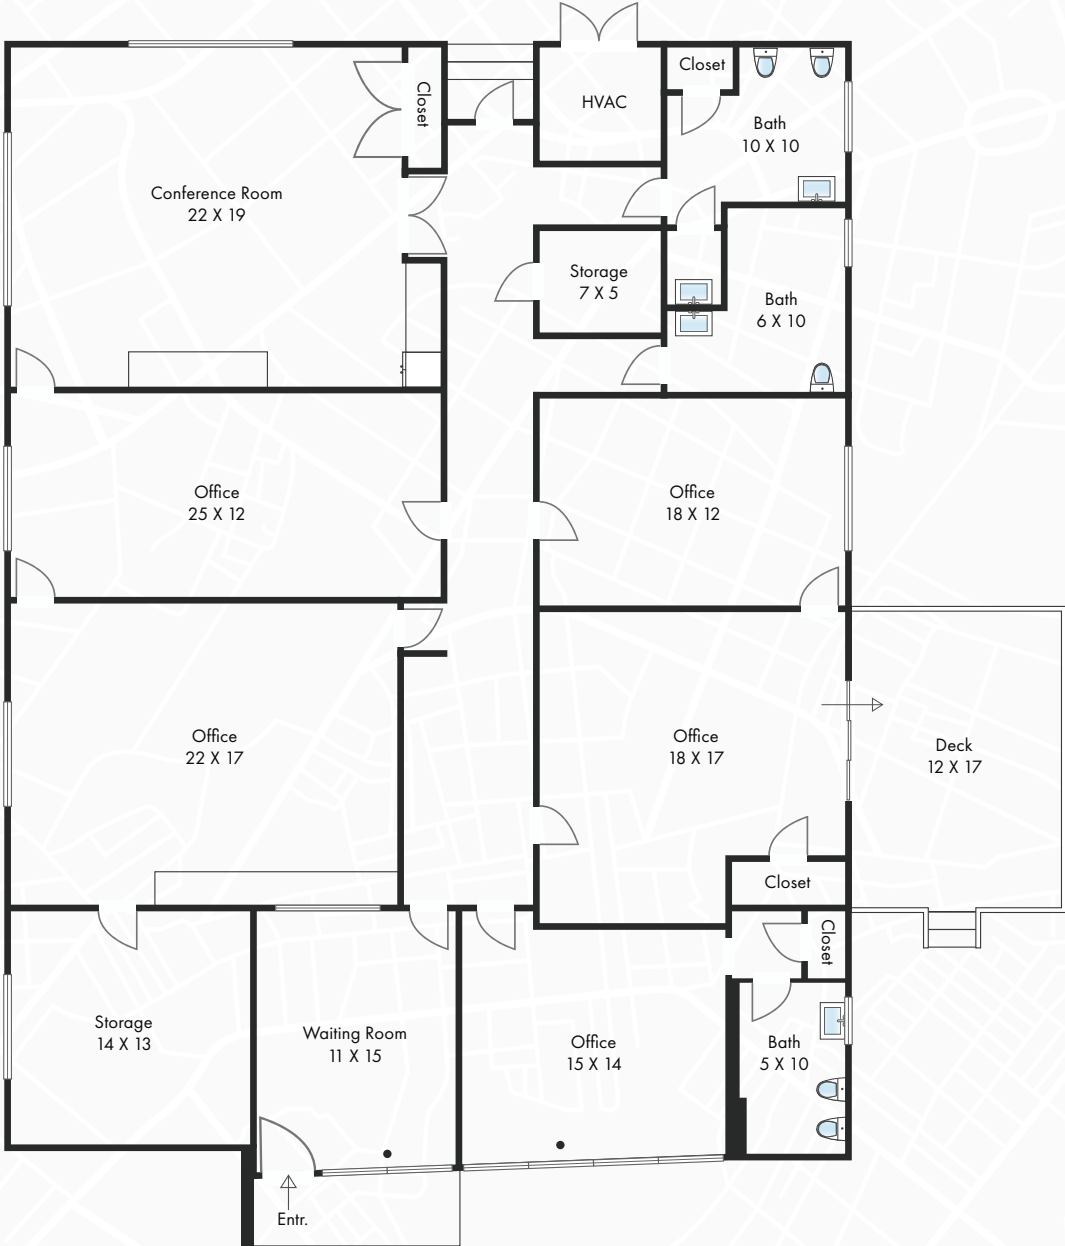 Closet
Closet
HVAC
Bath
10 X 10
Conference Room
22 X 19
Storage
7 X 5
Bath
6 X 10
Office
25 X 12
Office
18 X 12
Office
22 X 17
Office
18 X 17
Deck
12 X 17
Closet
Closet
Storage
14 X 13
Waiting Room
11 X 15
Office
15 X 14
Bath
5 X 10
Entr.